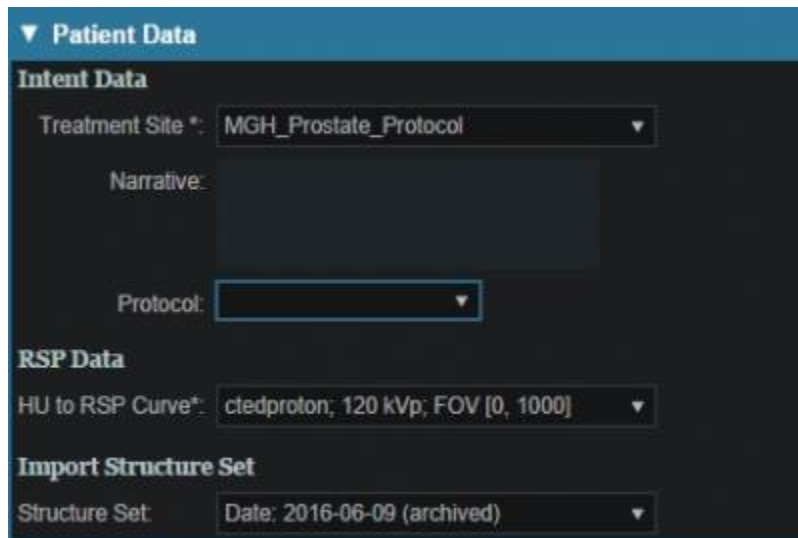 ▼ Patient Data
Intent Data
Treatment Site *: MGH_Prostate_Protocol
Narrative:
Protocol:
RSP Data
HU to RSP Curve*: ctedproton; 120 kVp; FOV [0, 1000]
Import Structure Set
Structure Set: Date: 2016-06-09 (archived)